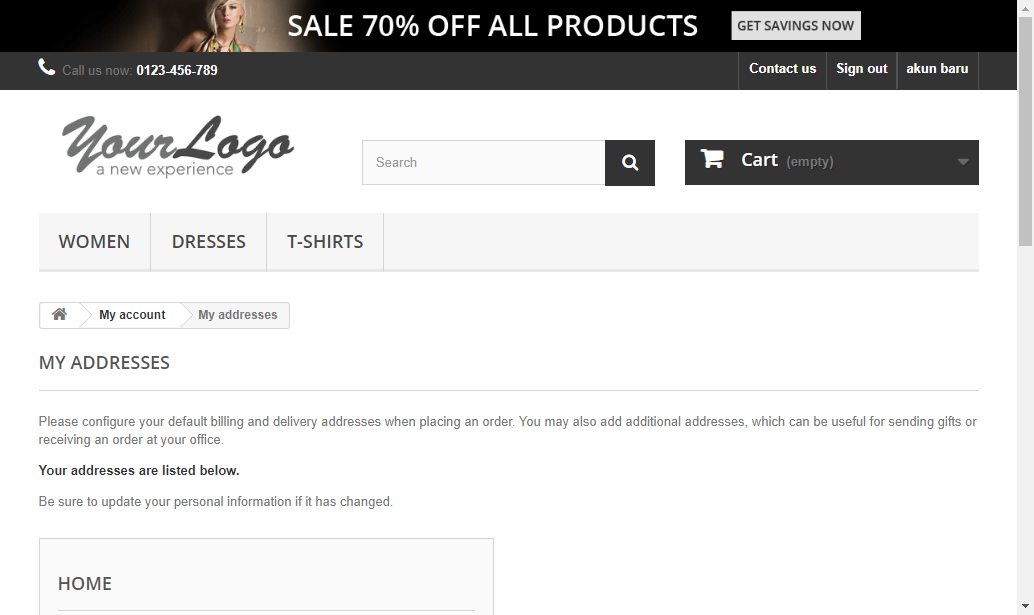 SALE 70% OFF ALL PRODUCTS
GET SAVINGS NOW
Call us now: 0123-456-789
Contact us
Sign out
akun baru
YourLogo
a new experience
Search
Cart (empty)
WOMEN
DRESSES
T-SHIRTS
My account
My addresses
MY ADDRESSES
Please configure your default billing and delivery addresses when placing an order. You may also add additional addresses, which can be useful for sending gifts or
receiving an order at your office.
Your addresses are listed below.
Be sure to update your personal information if it has changed.
HOME